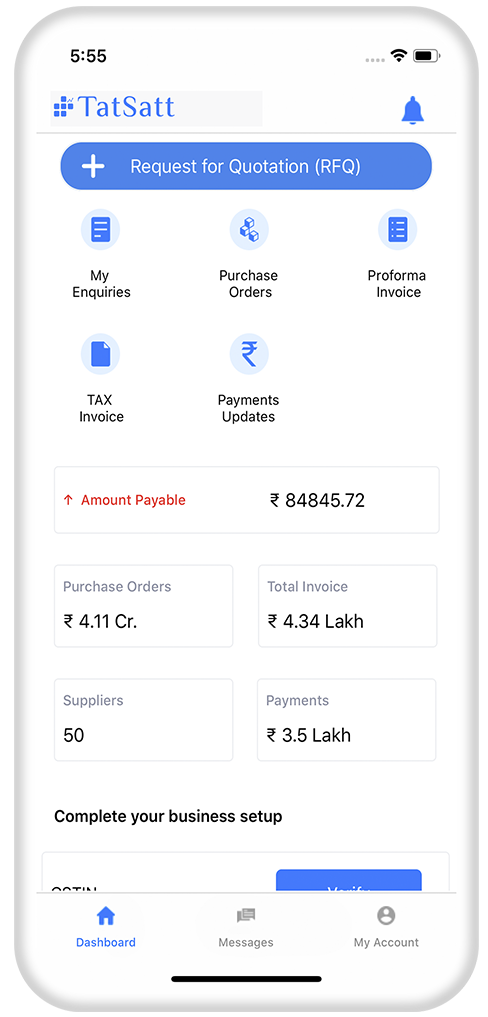 5:55
TatSatt
Request for Quotation (RFQ)
My
Enquiries
Purchase
Orders
Proforma
Invoice
TAX
Invoice
Payments
Updates
↑ Amount Payable
₹ 84845.72
Purchase Orders
₹ 4.11 Cr.
Total Invoice
₹ 4.34 Lakh
Suppliers
50
Payments
₹ 3.5 Lakh
Complete your business setup
GSTIN
Verify
Dashboard
Messages
My Account